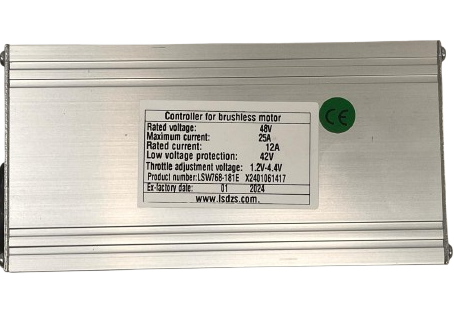 Controller for brushless motor
Rated voltage: 48V
Maximum current: 25A
Rated current: 12A
Low voltage protection: 42V
Throttle adjustment voltage: 1.2V-4.4V
Product number:LSW768-181E X2401061417
Ex-factory date: 01 2024
www.lsdzs.com.
CE